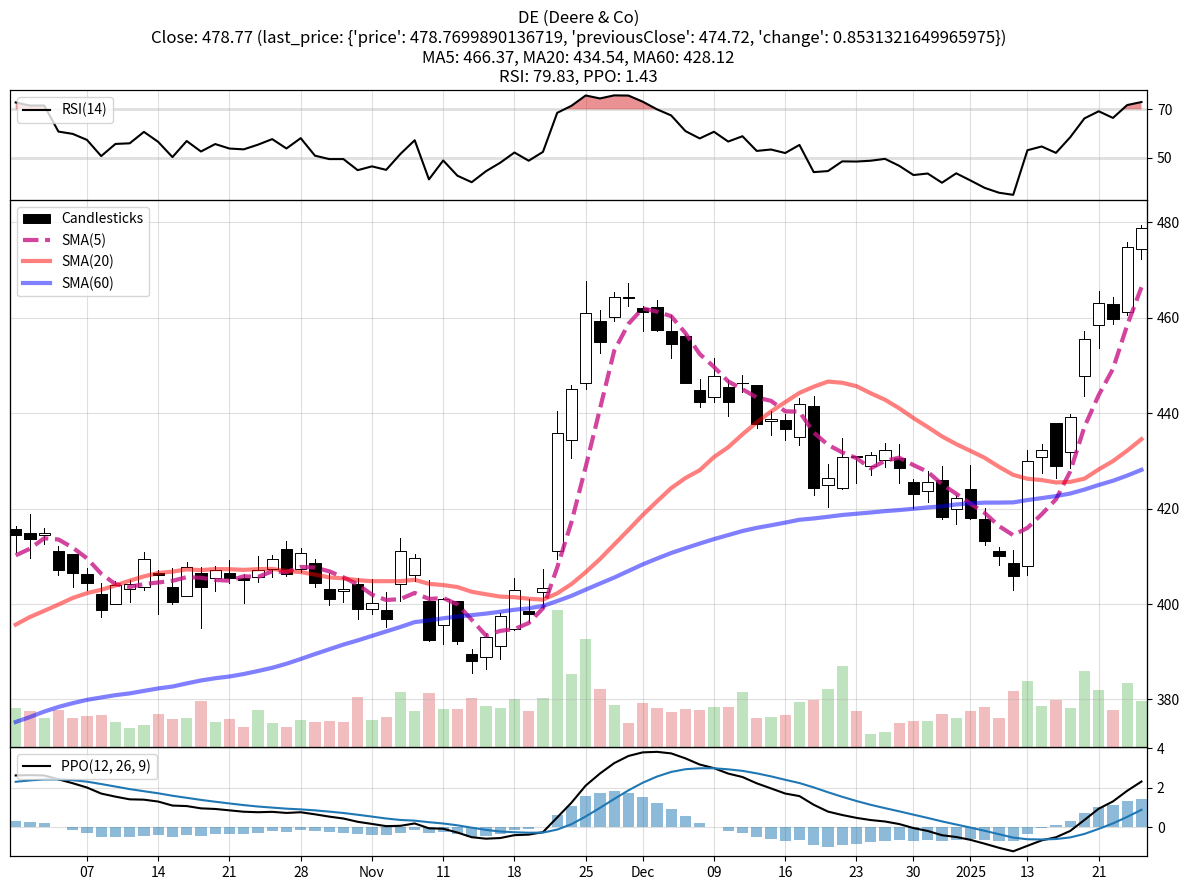 DE (Deere & Co)
Close: 478.77 (last_price: {'price': 478.7699890136719, 'previousClose': 474.72, 'change': 0.8531321649965975})
MA5: 466.37, MA20: 434.54, MA60: 428.12
RSI: 79.83, PPO: 1.43
RSI(14)
70
50
Candlesticks
SMA(5)
SMA(20)
SMA(60)
480
460
440
420
400
380
PPO(12, 26, 9)
4
2
0
07 14 21 28 Nov 11 18 25 Dec 09 16 23 30 2025 13 21